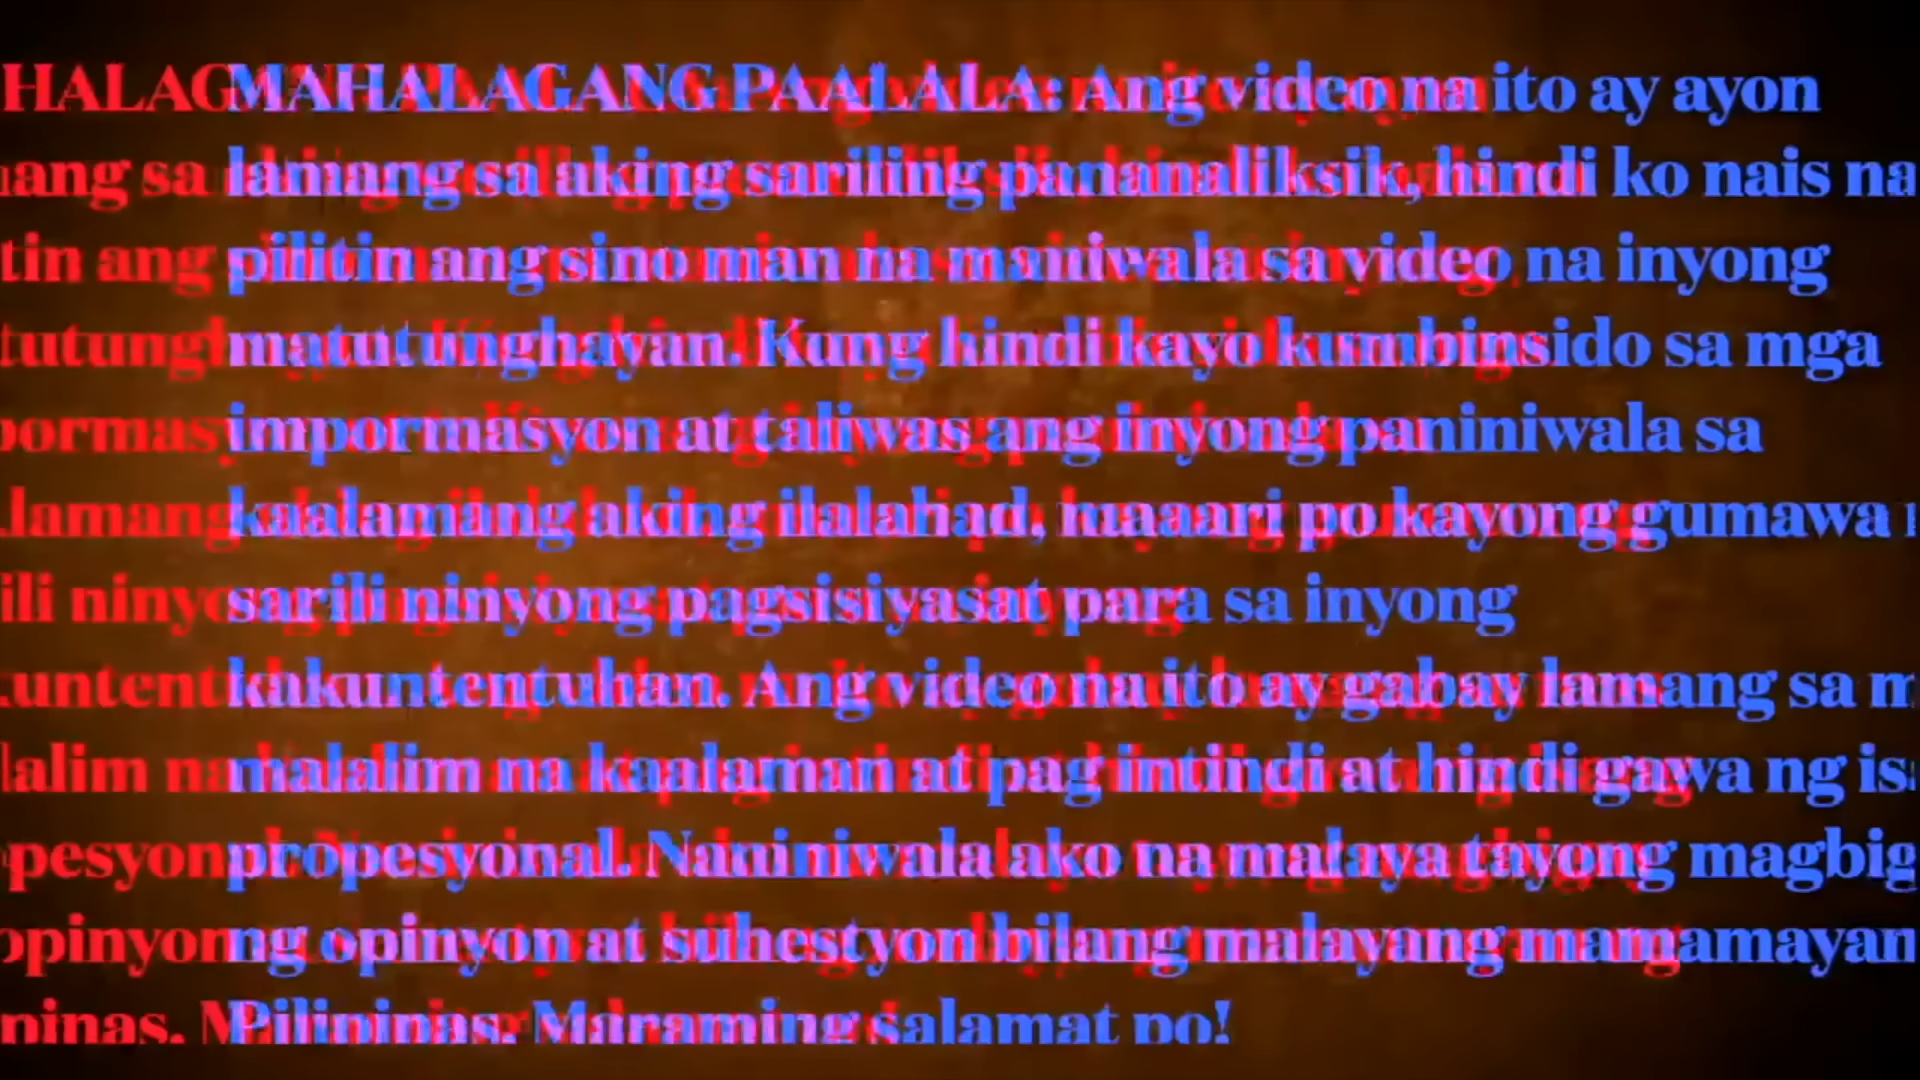 MAHALAGANG PAALALA: Ang video na ito ay ayon
lamang sa aking sariling pananaliksik, hindi ko nais na
pilitin ang sino man na maniwala sa video na inyong
matutunghayan. Kung hindi kayo kumbinsido sa mga
impormasyon at taliwas ang inyong paniniwala sa
kaalamang aking ilalahad, maaari po kayong gumawa
sarili ninyong pagsisiyasat para sa inyong
kakuntentuhan. Ang video na ito ay gabay lamang sa
malalim na kaalaman at pag intindi at hindi gawa ng
propesyonal. Naniniwala ako na malaya tayong
ng opinyon at suhestyon bilang malayang mamamayan
Pilipinas. Maraming salamat po!